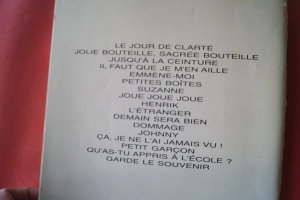 LE JOUR DE CLARTÉ
JOLIE BOUTEILLE, SACRÉE BOUTEILLE
JUSQU'À LA CEINTURE
IL FAUT QUE JE M'EN AILLE
EMMÈNE-MOI
PETITES BOÎTES
SUZANNE
JOUE JOUE JOUE
HENRIK
L'ÉTRANGER
DEMAIN SERA BIEN
DOMMAGE
JOHNNY
ÇA, JE NE L'AI JAMAIS VU !
PETIT GARÇON
QU'AS-TU APPRIS À L'ÉCOLE ?
GARDE LE SOUVENIR